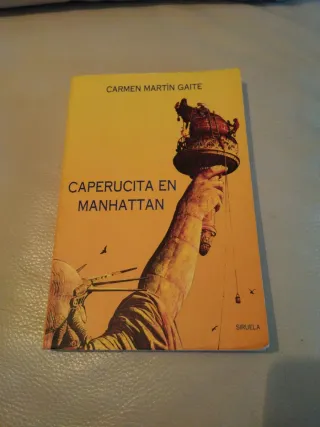 CARMEN MARTÍN GAITE
CAPERUCITA EN
MANHATTAN
SIRUELA